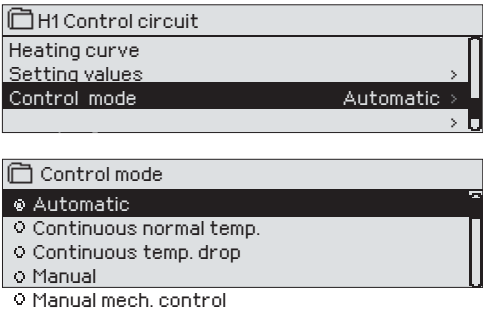 H1 Control circuit
Heating curve
Setting values >
Control mode Automatic >
>
Control mode
Automatic
Continuous normal temp.
Continuous temp. drop
Manual
Manual mech. control